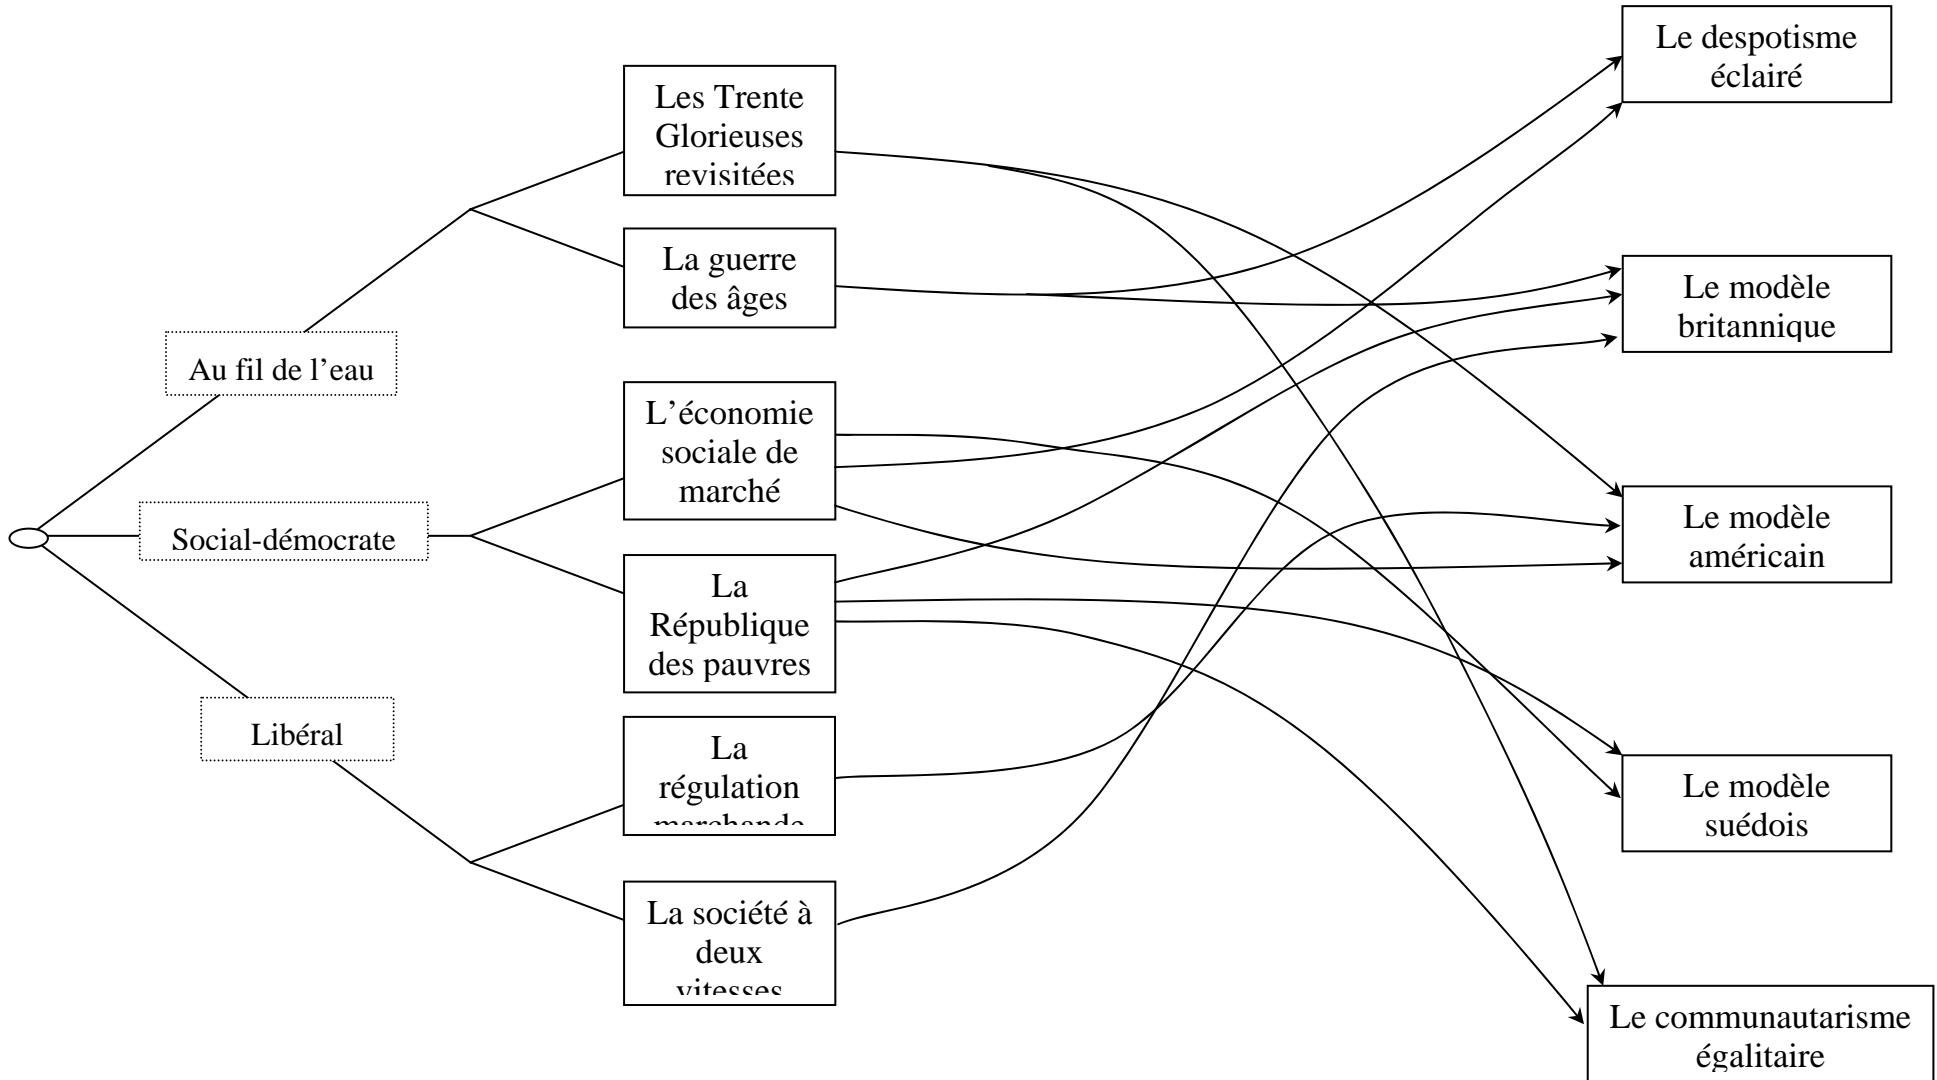 Les Trente
Glorieuses
revisitées
La guerre
des âges
Au fil de l’eau
L’économie
sociale de
marché
Social-démocrate
La
République
des pauvres
Libéral
La
régulation
marchande
La société à
deux
vitesses
Le despotisme
éclairé
Le modèle
britannique
Le modèle
américain
Le modèle
suédois
Le communautarisme
égalitaire